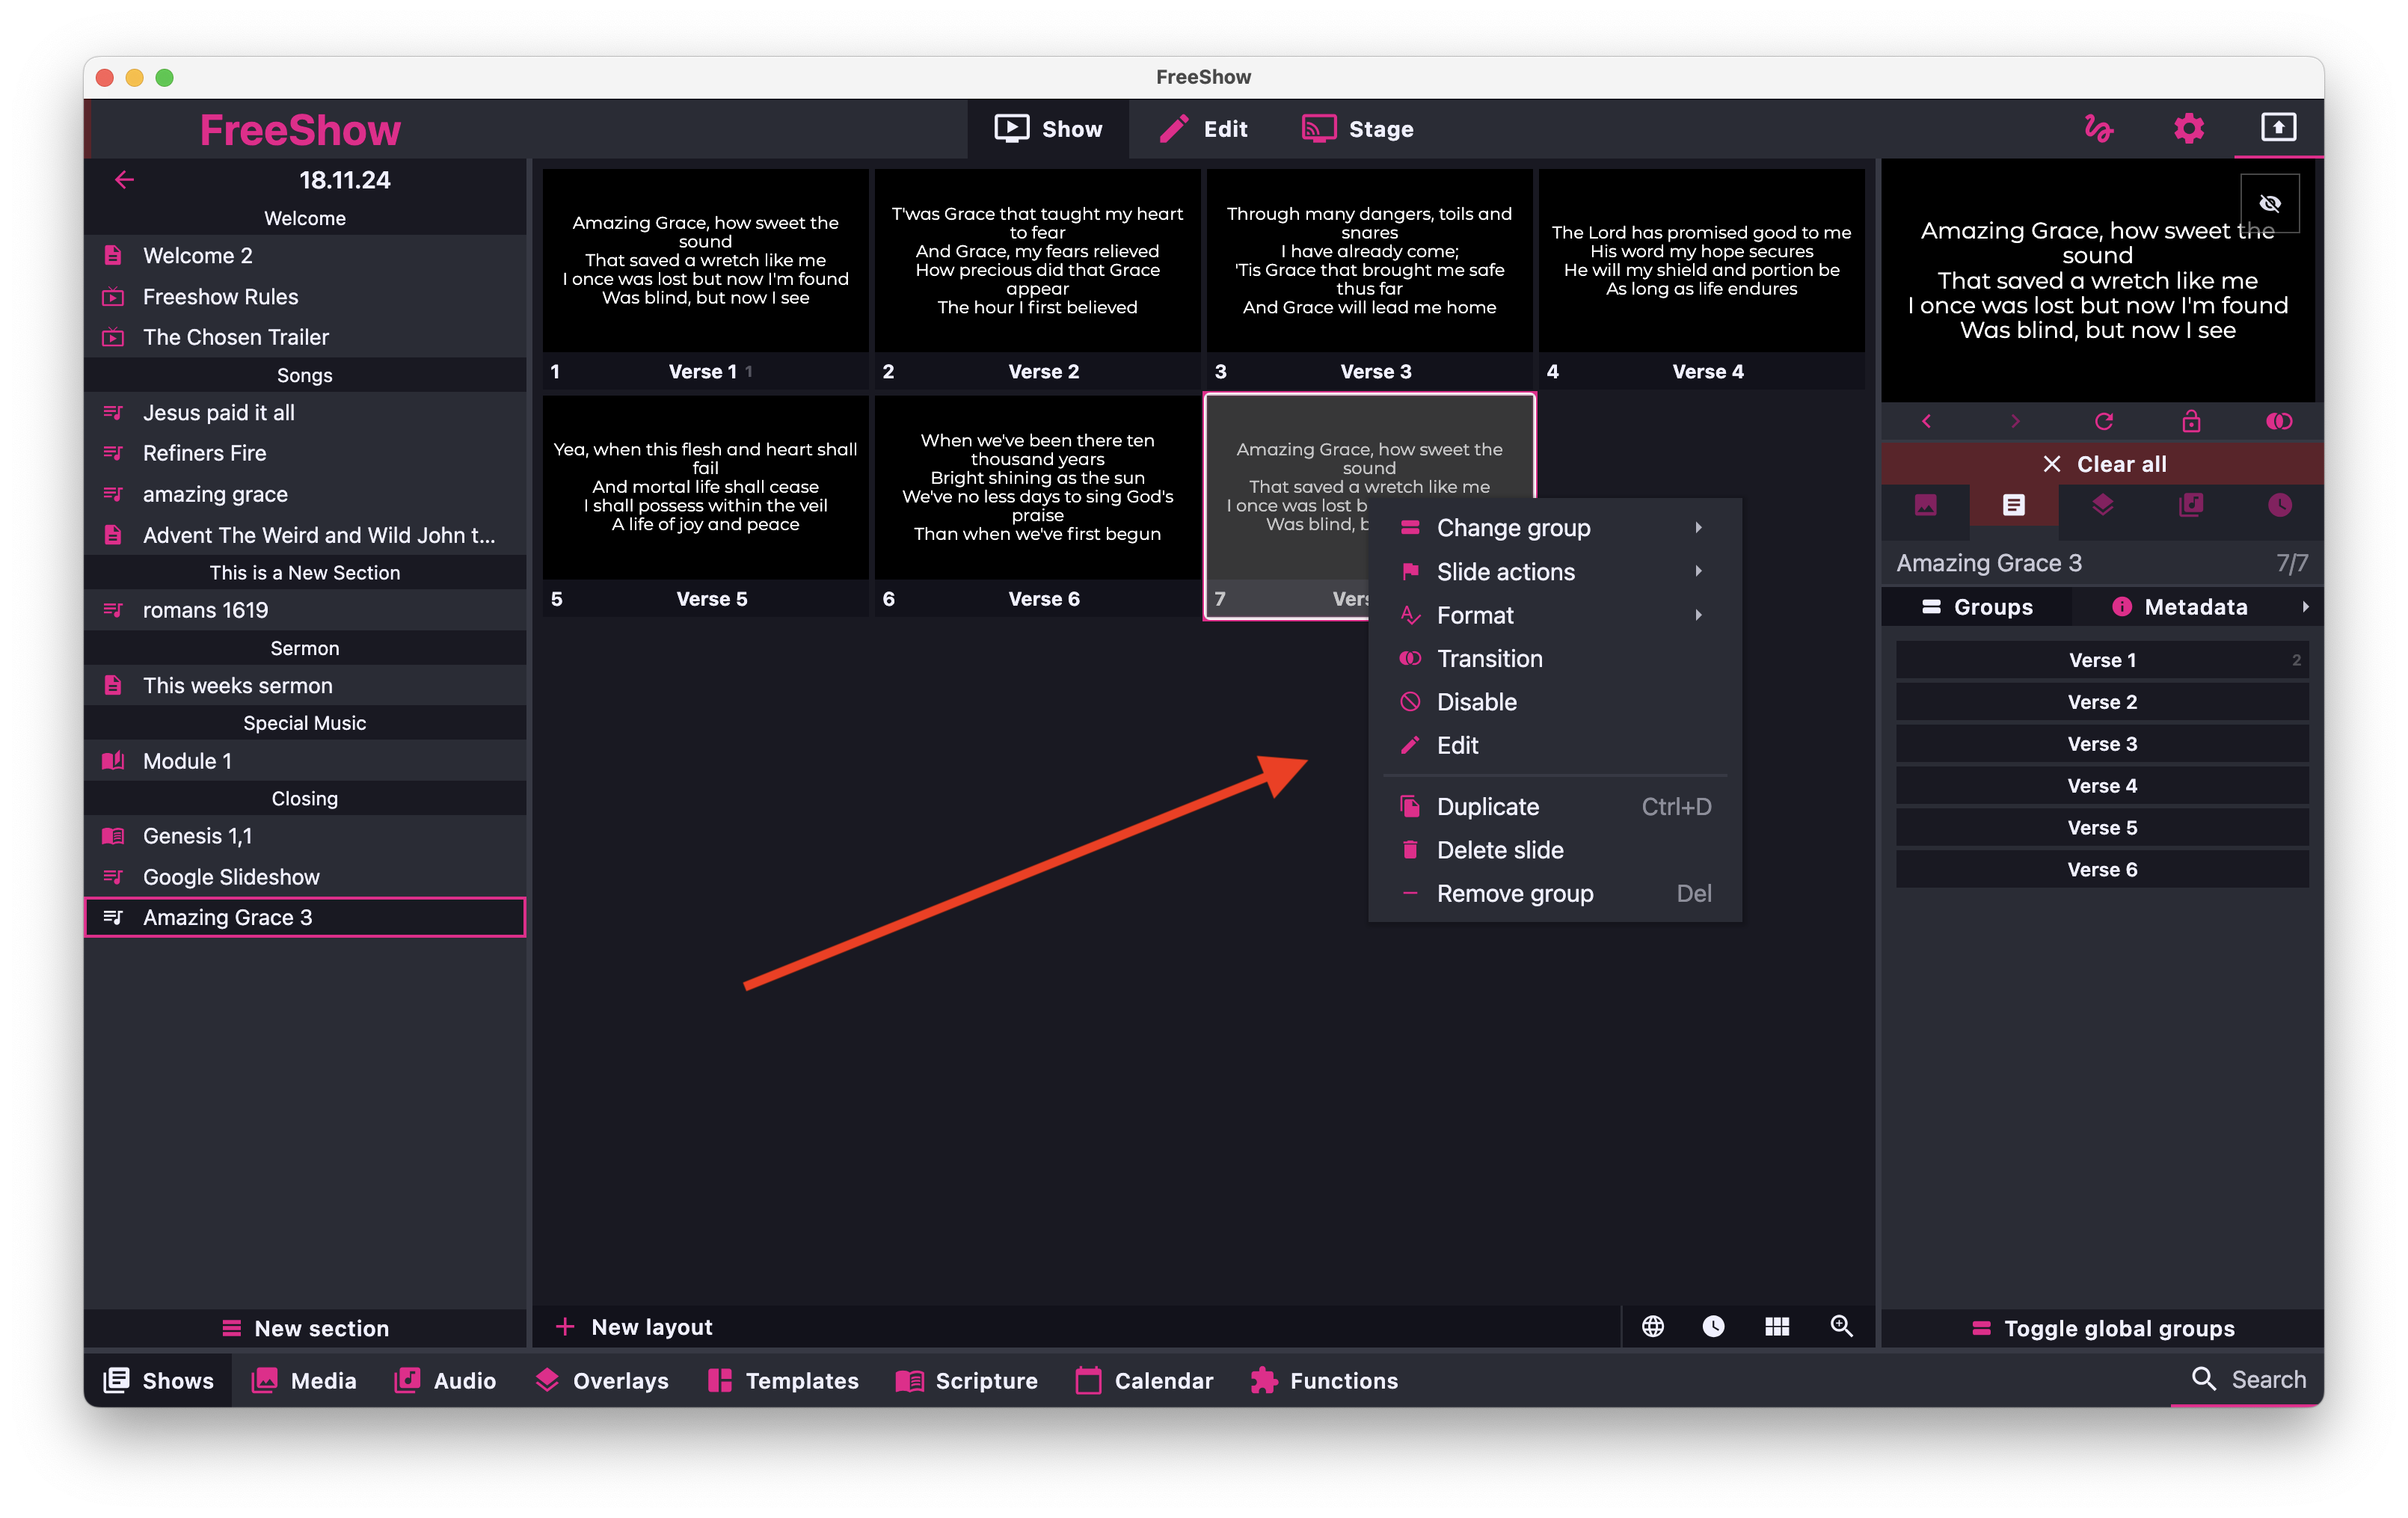 FreeShow
FreeShow
Show
Edit
Stage
18.11.24
Welcome
Welcome 2
Freeshow Rules
The Chosen Trailer
Songs
Jesus paid it all
Refiners Fire
amazing grace
Advent The Weird and Wild John t...
This is a New Section
romans 1619
Sermon
This weeks sermon
Special Music
Module 1
Closing
Genesis 1,1
Google Slideshow
Amazing Grace 3
New section
Amazing Grace, how sweet the
sound
That saved a wretch like me
I once was lost but now I'm found
Was blind, but now I see
1 Verse 1 1
T'was Grace that taught my heart
to fear
And Grace, my fears relieved
How precious did that Grace
appear
The hour I first believed
2 Verse 2
Through many dangers, toils and
snares
I have already come;
'Tis Grace that brought me safe
thus far
And Grace will lead me home
3 Verse 3
The Lord has promised good to me
His word my hope secures
He will my shield and portion be
As long as life endures
4 Verse 4
Yea, when this flesh and heart shall
fail
And mortal life shall cease
I shall possess within the veil
A life of joy and peace
5 Verse 5
When we've been there ten
thousand years
Bright shining as the sun
We've no less days to sing God's
praise
Than when we've first begun
6 Verse 6
Amazing Grace, how sweet the
sound
That saved a wretch like me
I once was lost b
Was blind, b
7 Vers
Change group
Slide actions
Format
Transition
Disable
Edit
Duplicate Ctrl+D
Delete slide
Remove group Del
New layout
Amazing Grace, how sweet the
sound
That saved a wretch like me
I once was lost but now I'm found
Was blind, but now I see
Clear all
Amazing Grace 3 7/7
Groups
Metadata
Verse 1 2
Verse 2
Verse 3
Verse 4
Verse 5
Verse 6
Toggle global groups
Shows
Media
Audio
Overlays
Templates
Scripture
Calendar
Functions
Search